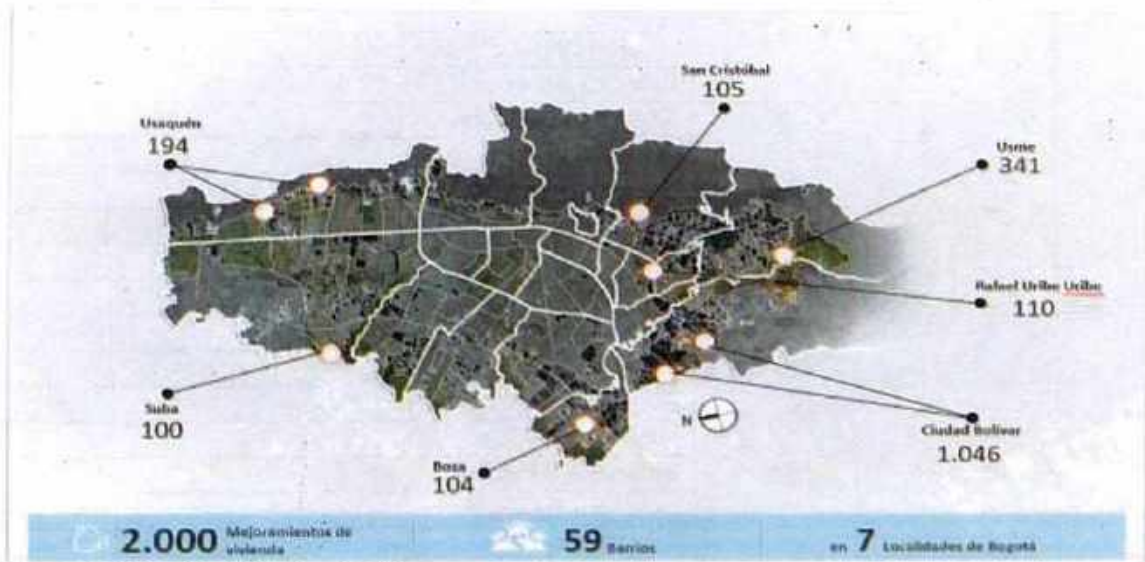 San Cristóbal
105
Usaquén
194
Usme
341
Rafael Uribe Uribe
110
Suba
100
N
Ciudad Bolívar
1.046
Bosa
104
2.000 Mejoramientos de vivienda
59 Barrios
en 7 Localidades de Bogotá